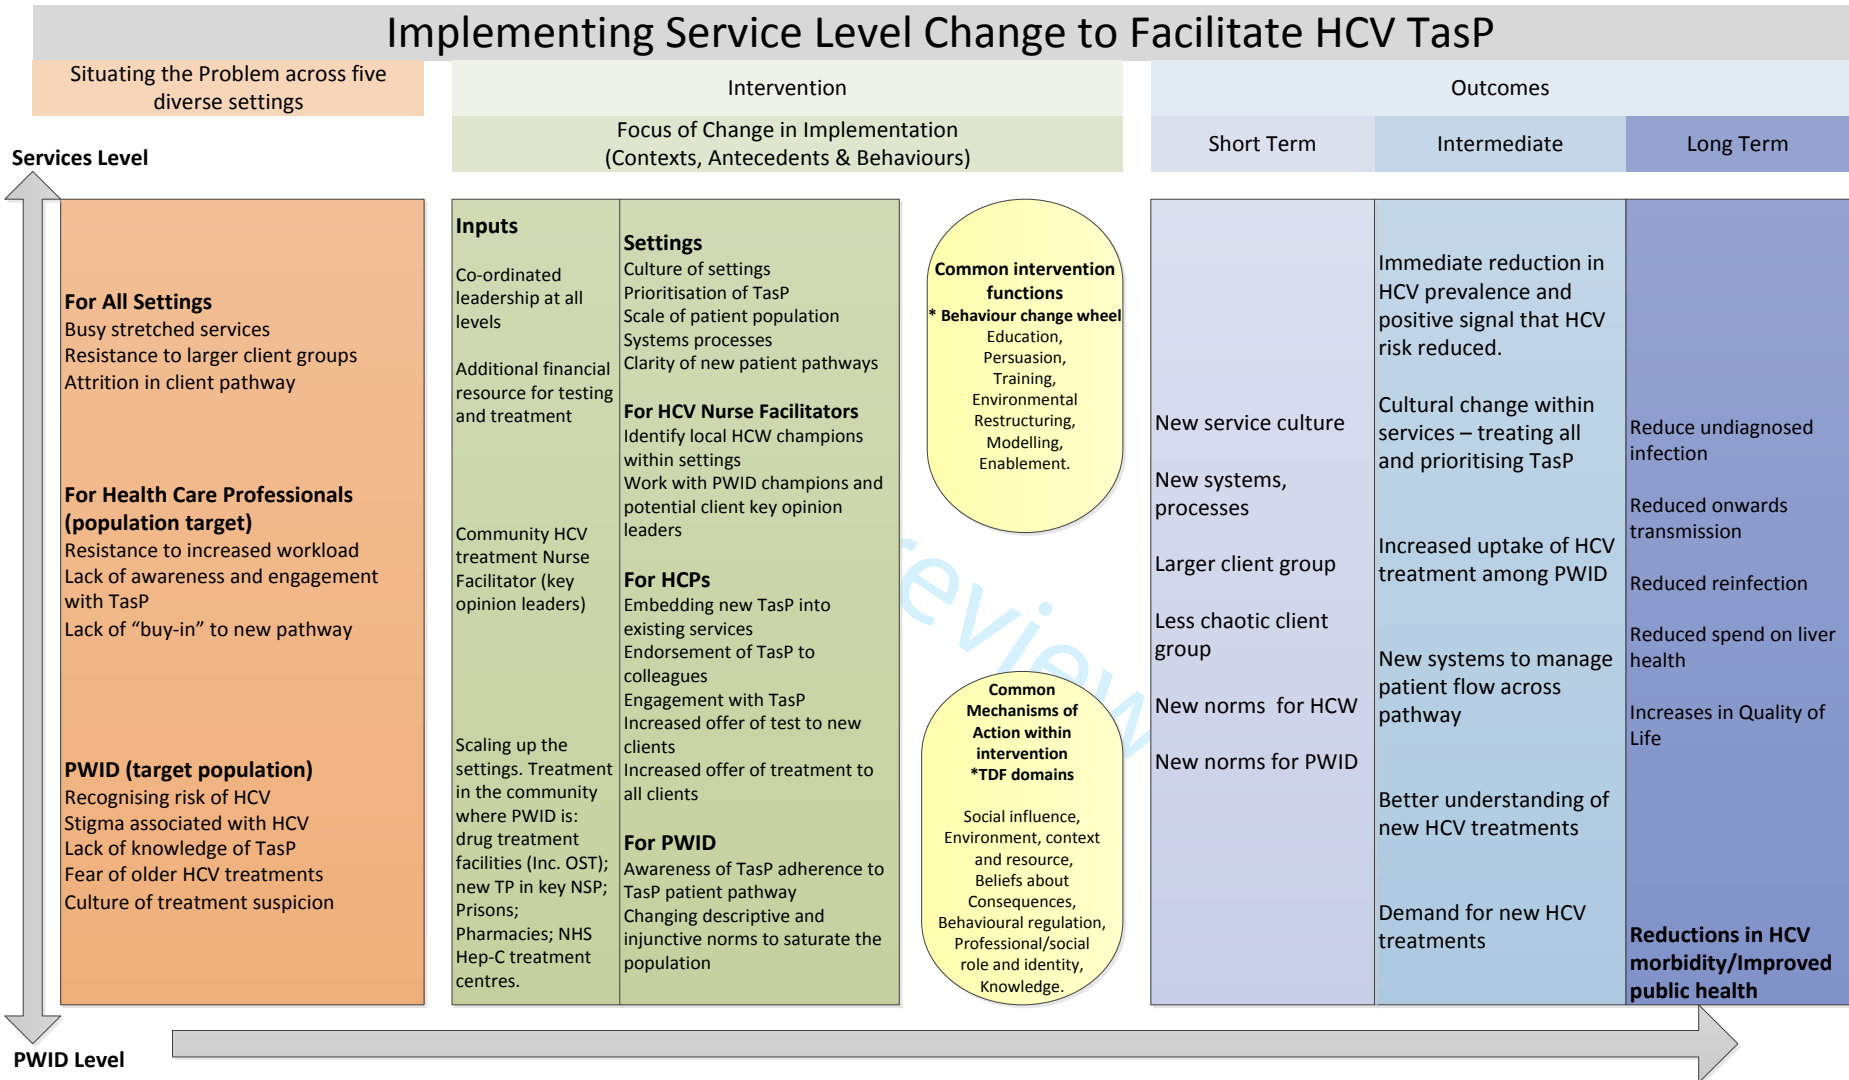 Implementing Service Level Change to Facilitate HCV TasP
Situating the Problem across five
diverse settings
Intervention
Outcomes
Focus of Change in Implementation
(Contexts, Antecedents & Behaviours)
Short Term
Intermediate
Long Term
Services Level
For All Settings
Busy stretched services
Resistance to larger client groups
Attrition in client pathway
For Health Care Professionals
(population target)
Resistance to increased workload
Lack of awareness and engagement
with TasP
Lack of “buy-in” to new pathway
PWID (target population)
Recognising risk of HCV
Stigma associated with HCV
Lack of knowledge of TasP
Fear of older HCV treatments
Culture of treatment suspicion
Inputs
Co-ordinated
leadership at all
levels
Additional financial
resource for testing
and treatment
Community HCV
treatment Nurse
Facilitator (key
opinion leaders)
Scaling up the
settings. Treatment
in the community
where PWID is:
drug treatment
facilities (Inc. OST);
new TP in key NSP;
Prisons;
Pharmacies; NHS
Hep-C treatment
centres.
Settings
Culture of settings
Prioritisation of TasP
Scale of patient population
Systems processes
Clarity of new patient pathways
For HCV Nurse Facilitators
Identify local HCW champions
within settings
Work with PWID champions and
potential client key opinion
leaders
For HCPs
Embedding new TasP into
existing services
Endorsement of TasP to
colleagues
Engagement with TasP
Increased offer of test to new
clients
Increased offer of treatment to
all clients
For PWID
Awareness of TasP adherence to
TasP patient pathway
Changing descriptive and
injunctive norms to saturate the
population
Common intervention
functions
* Behaviour change wheel
Education,
Persuasion,
Training,
Environmental
Restructuring,
Modelling,
Enablement.
review
Common
Mechanisms of
Action within
intervention
*TDF domains
Social influence,
Environment, context
and resource,
Beliefs about
Consequences,
Behavioural regulation,
Professional/social
role and identity,
Knowledge.
New service culture
New systems,
processes
Larger client group
Less chaotic client
group
New norms for HCW
New norms for PWID
Immediate reduction in
HCV prevalence and
positive signal that HCV
risk reduced.
Cultural change within
services – treating all
and prioritising TasP
Increased uptake of HCV
treatment among PWID
New systems to manage
patient flow across
pathway
Better understanding of
new HCV treatments
Demand for new HCV
treatments
Reduce undiagnosed
infection
Reduced onwards
transmission
Reduced reinfection
Reduced spend on liver
health
Increases in Quality of
Life
Reductions in HCV
morbidity/Improved
public health
PWID Level